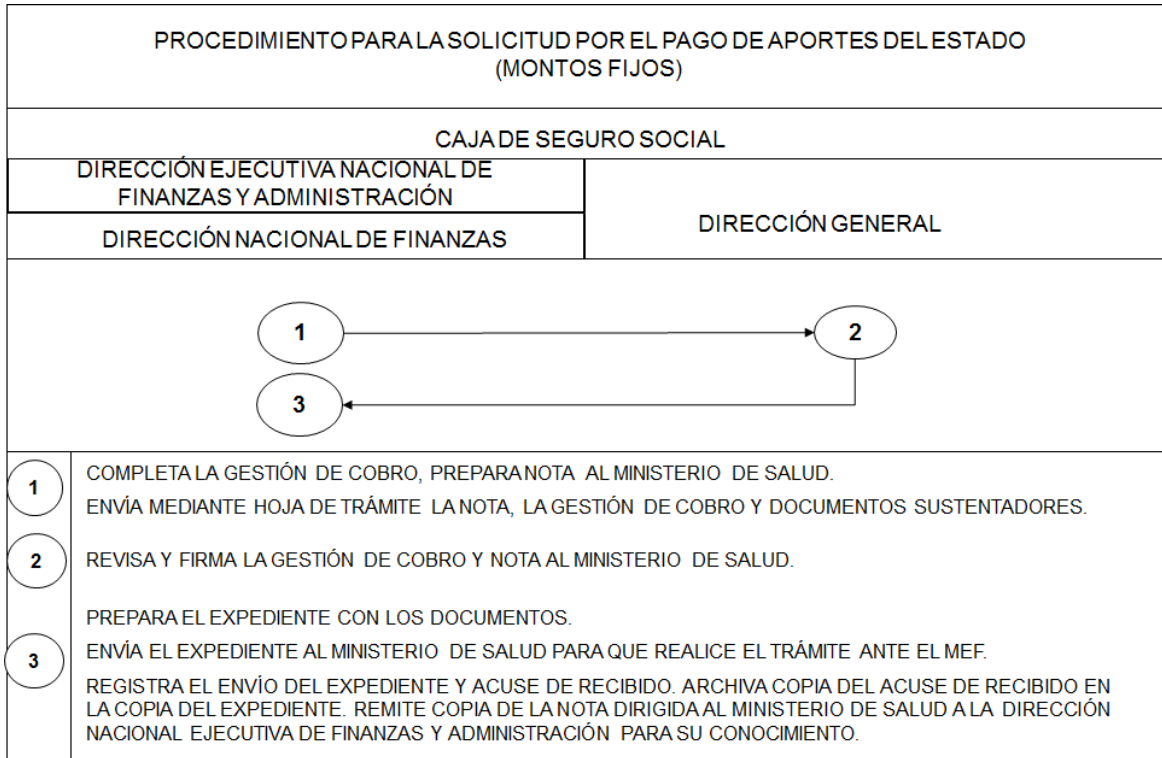 PROCEDIMIENTO PARA LA SOLICITUD POR EL PAGO DE APORTES DEL ESTADO
(MONTOS FIJOS)
CAJA DE SEGURO SOCIAL
DIRECCIÓN EJECUTIVA NACIONAL DE
FINANZAS Y ADMINISTRACIÓN
DIRECCIÓN NACIONAL DE FINANZAS
DIRECCIÓN GENERAL
1
2
3
1
COMPLETA LA GESTIÓN DE COBRO, PREPARA NOTA AL MINISTERIO DE SALUD.
ENVÍA MEDIANTE HOJA DE TRÁMITE LA NOTA, LA GESTIÓN DE COBRO Y DOCUMENTOS SUSTENTADORES.
2
REVISA Y FIRMA LA GESTIÓN DE COBRO Y NOTA AL MINISTERIO DE SALUD.
3
PREPARA EL EXPEDIENTE CON LOS DOCUMENTOS.
ENVÍA EL EXPEDIENTE AL MINISTERIO DE SALUD PARA QUE REALICE EL TRÁMITE ANTE EL MEF.
REGISTRA EL ENVÍO DEL EXPEDIENTE Y ACUSE DE RECIBIDO. ARCHIVA COPIA DEL ACUSE DE RECIBIDO EN
LA COPIA DEL EXPEDIENTE. REMITE COPIA DE LA NOTA DIRIGIDA AL MINISTERIO DE SALUD A LA DIRECCIÓN
NACIONAL EJECUTIVA DE FINANZAS Y ADMINISTRACIÓN PARA SU CONOCIMIENTO.